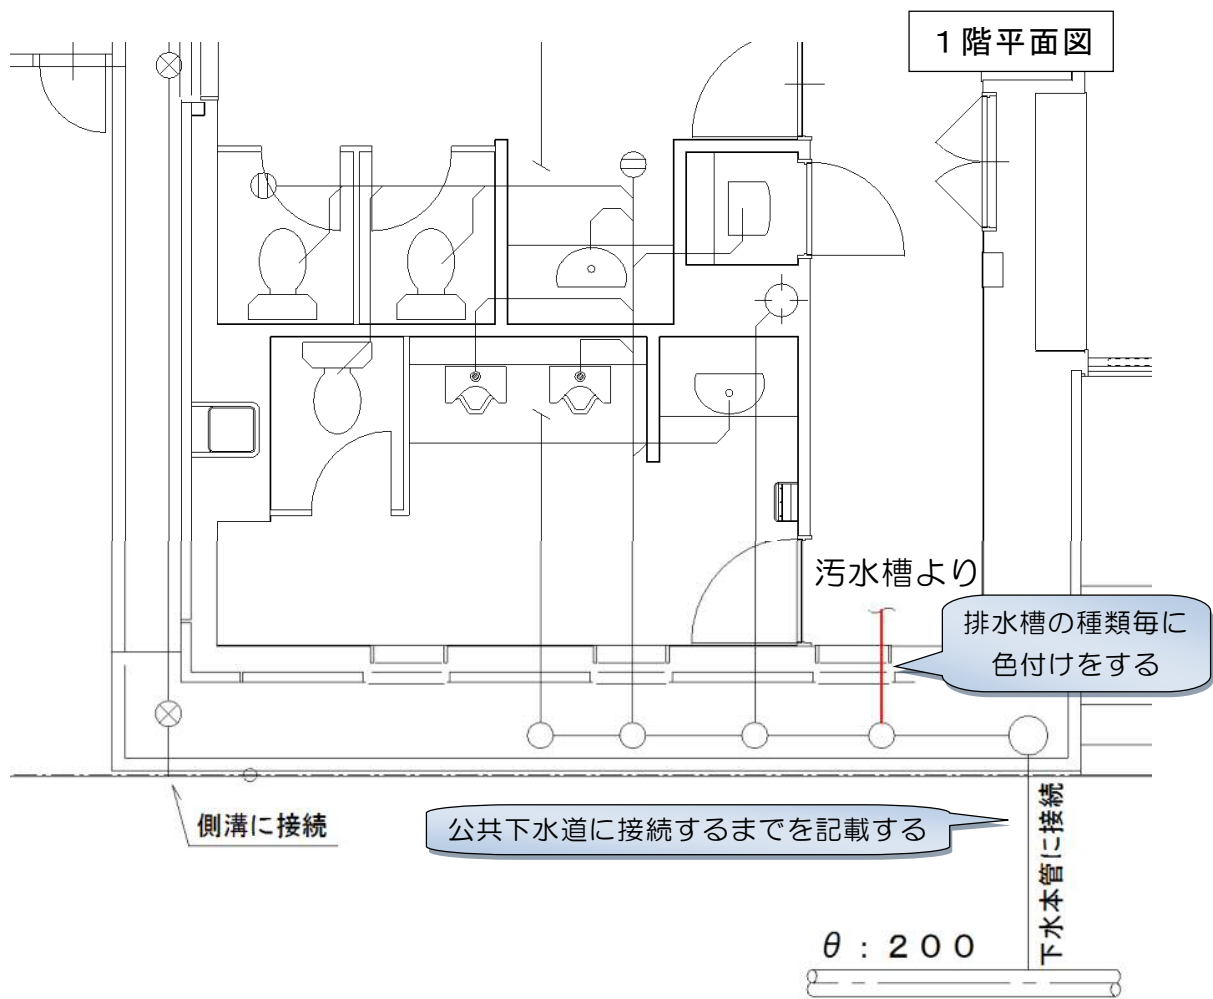 １階平面図
汚水槽より
排水槽の種類毎に
色付けをする
側溝に接続
公共下水道に接続するまでを記載する
下水本管に接続
θ：２００